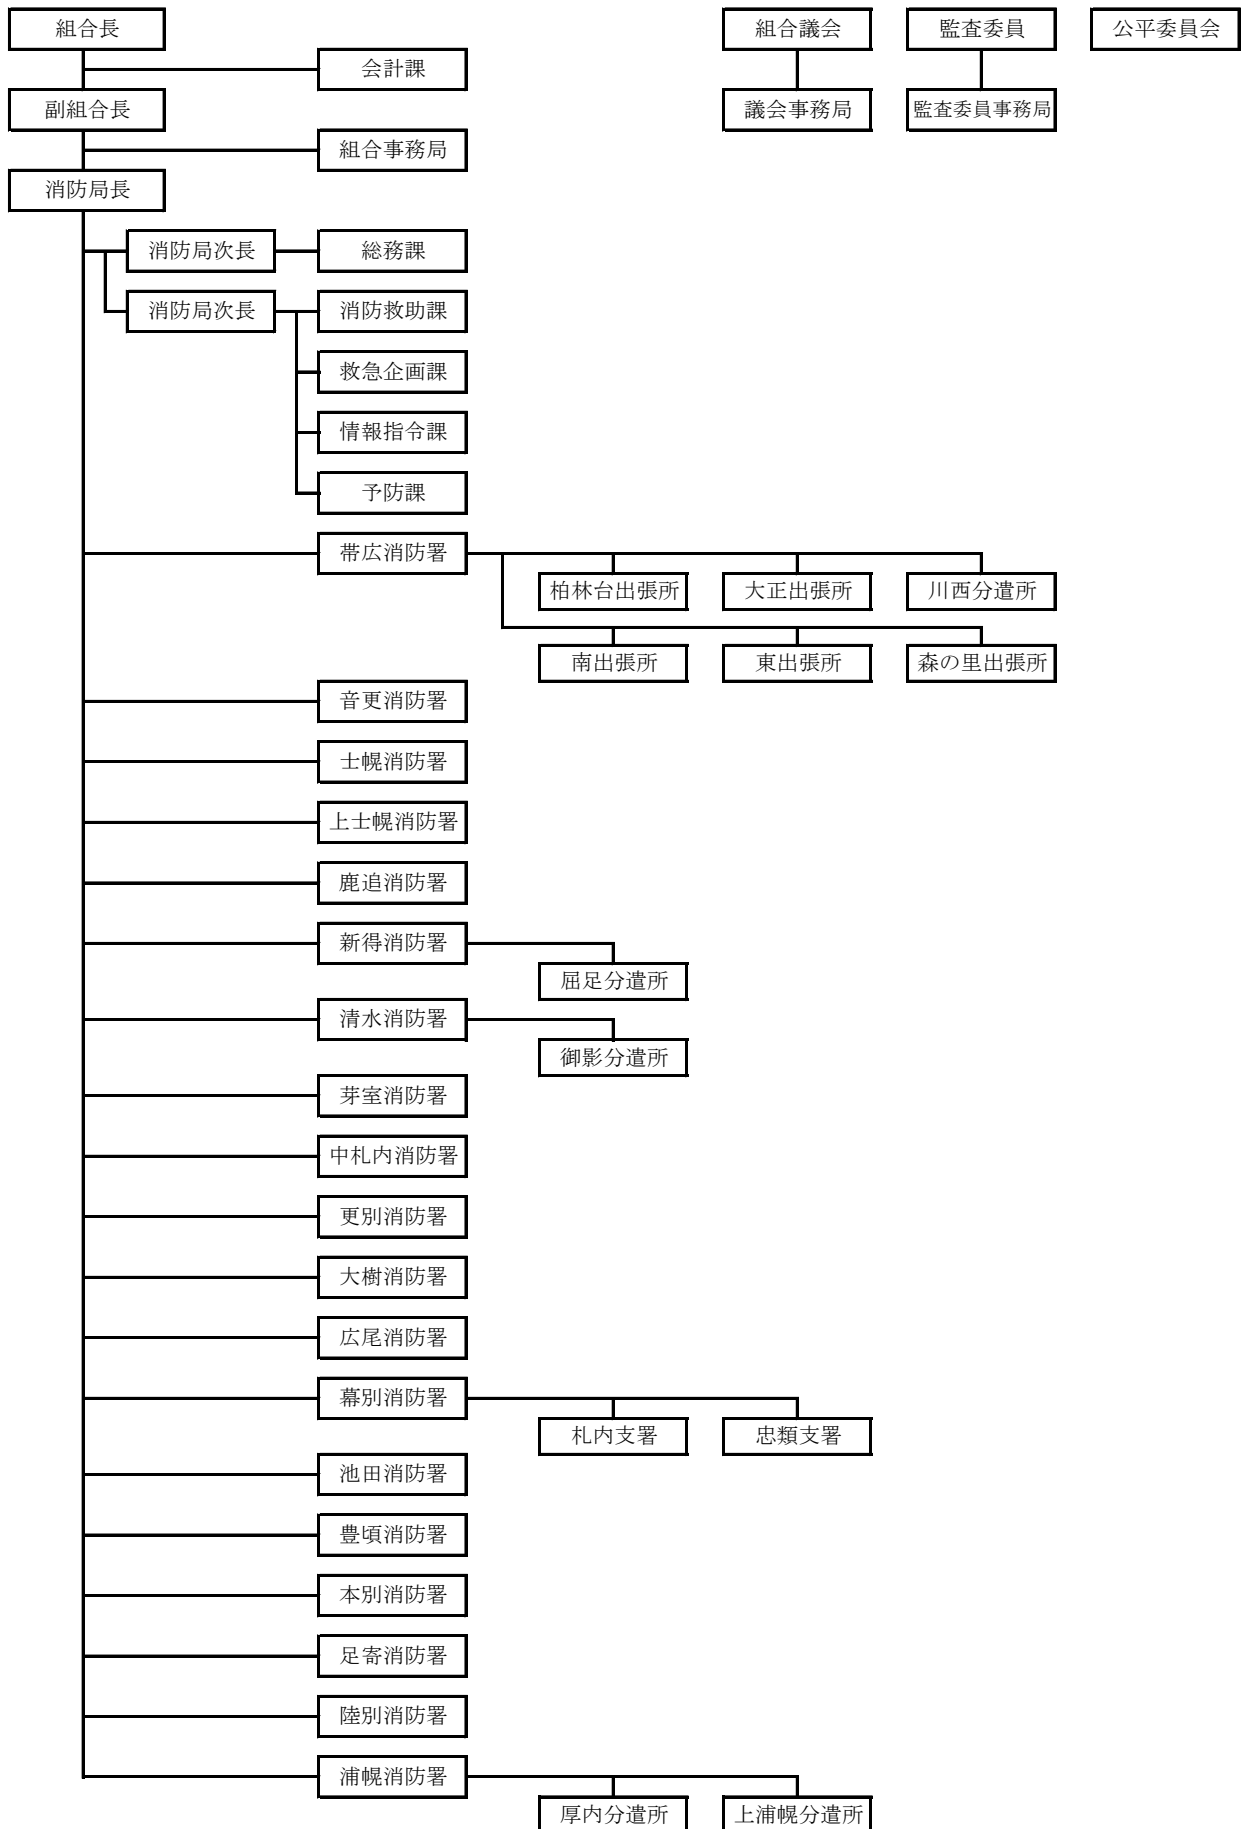 組合長
組合議会
監査委員
公平委員会
会計課
副組合長
議会事務局
監査委員事務局
組合事務局
消防局長
消防局次長
総務課
消防局次長
消防救助課
救急企画課
情報指令課
予防課
帯広消防署
柏林台出張所
大正出張所
川西分遣所
南出張所
東出張所
森の里出張所
音更消防署
士幌消防署
上士幌消防署
鹿追消防署
新得消防署
屈足分遣所
清水消防署
御影分遣所
芽室消防署
中札内消防署
更別消防署
大樹消防署
広尾消防署
幕別消防署
札内支署
忠類支署
池田消防署
豊頃消防署
本別消防署
足寄消防署
陸別消防署
浦幌消防署
厚内分遣所
上浦幌分遣所